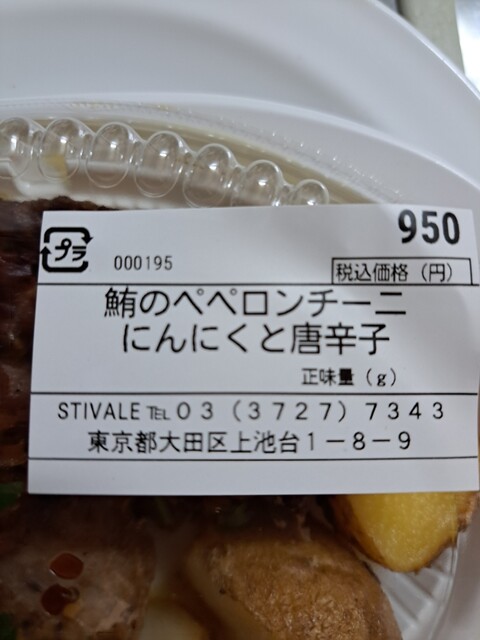 950
プラ
000195
税込価格（円）
鮪のペペロンチーニ
にんにくと唐辛子
正味量（g）
STIVALE TEL０３（３７２７）７３４３
東京都大田区上池台１－８－９